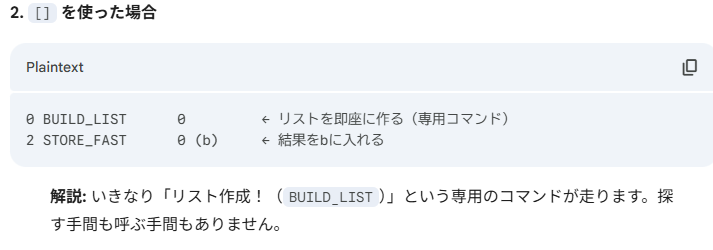 2. [] を使った場合
Plaintext
0 BUILD_LIST 0 ← リストを即座に作る（専用コマンド）
2 STORE_FAST 0 (b) ← 結果をbに入れる
解説: いきなり「リスト作成！（BUILD_LIST）」という専用のコマンドが走ります。探
す手間も呼ぶ手間もありません。